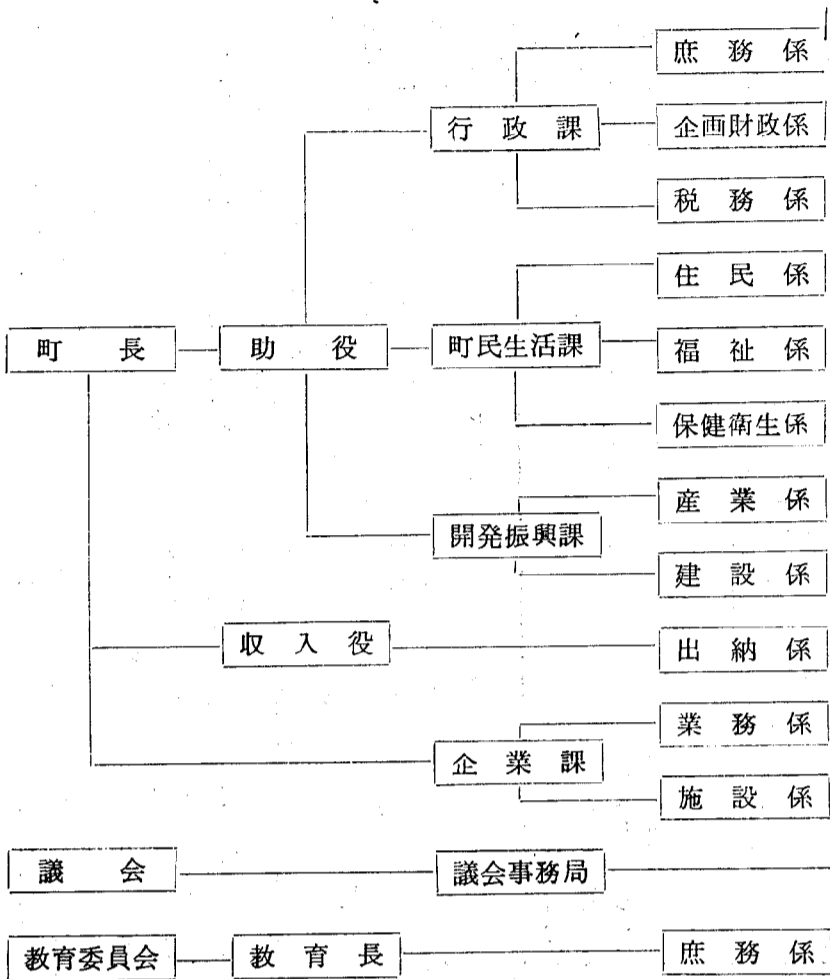 庶務係
行政課
企画財政係
税務係
住民係
町長
助役
町民生活課
福祉係
保健衛生係
産業係
開発振興課
建設係
収入役
出納係
業務係
企業課
施設係
議会
議会事務局
教育委員会
教育長
庶務係